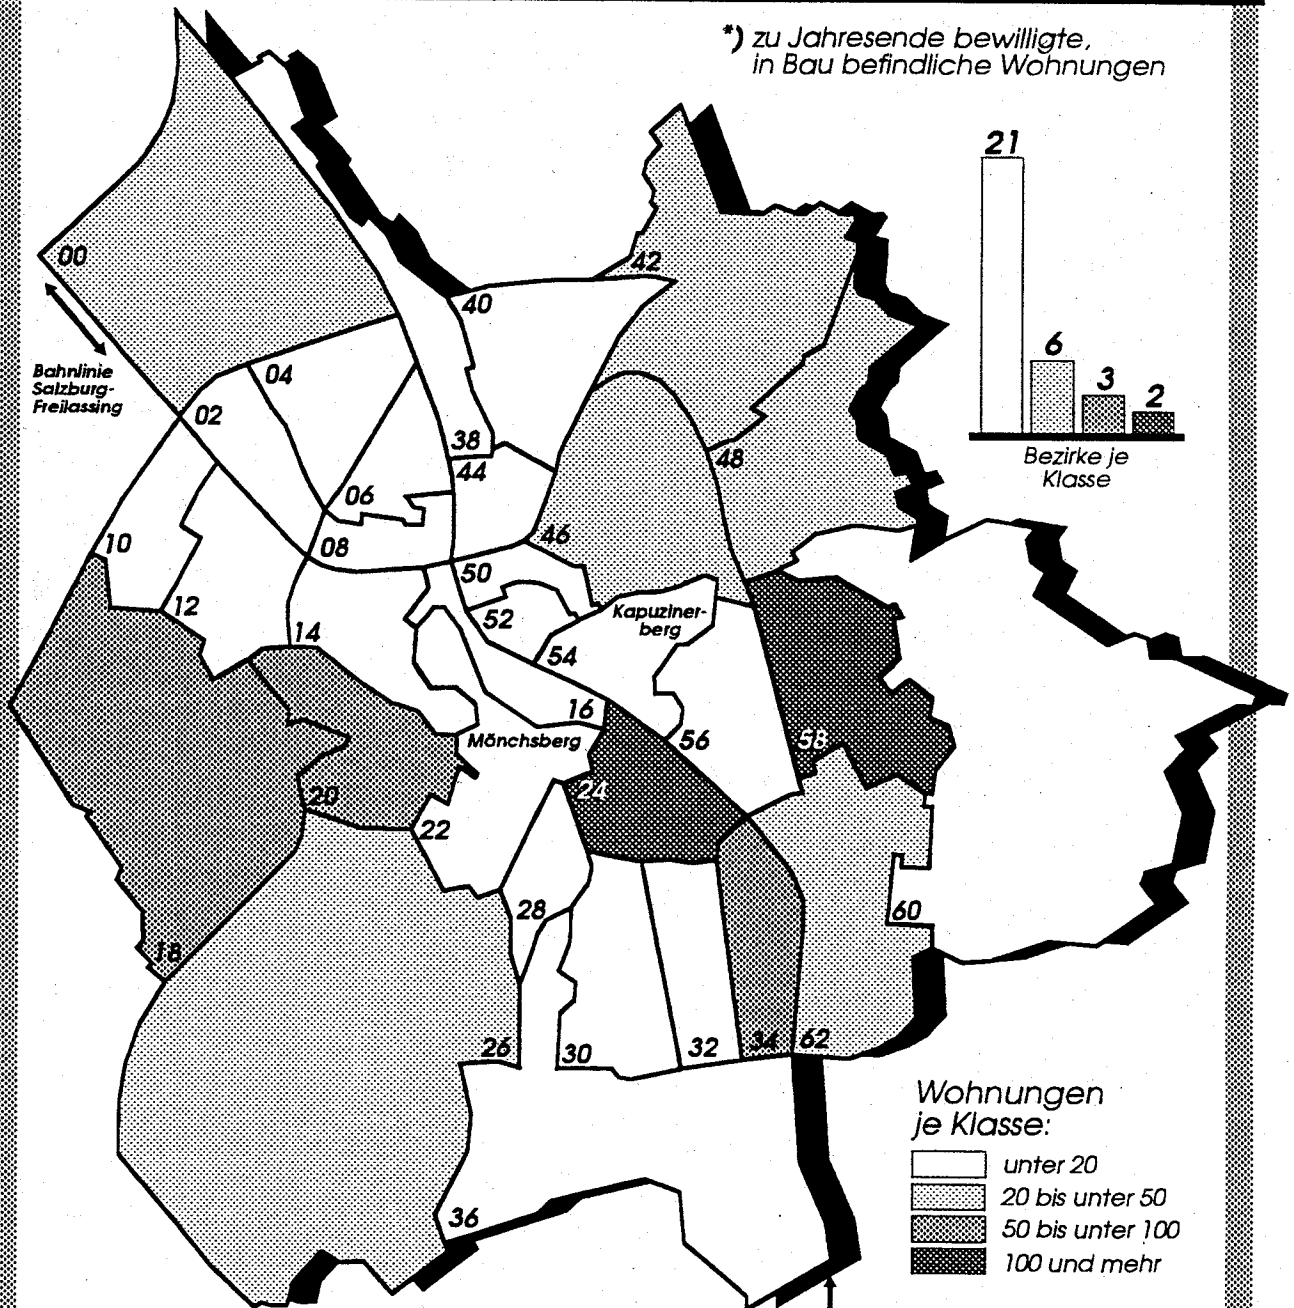 *) zu Jahresende bewilligte,
in Bau befindliche Wohnungen
21
6
3
2
Bezirke je
Klasse
00
Bahnlinie
Salzburg-
Freilassing
42
40
04
02
38
44
48
06
08
46
10
50
12
52
Kapuziner-
berg
14
54
16
Mönchsberg
56
58
24
20
22
28
60
18
26
30
32
34
62
36
Wohnungen
je Klasse:
unter 20
20 bis unter 50
50 bis unter 100
100 und mehr